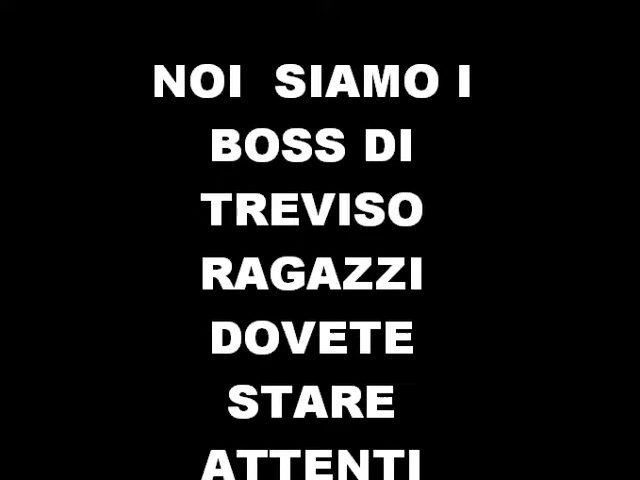 NOI  SIAMO I
BOSS DI
TREVISO
RAGAZZI
DOVETE
STARE
ATTENTI